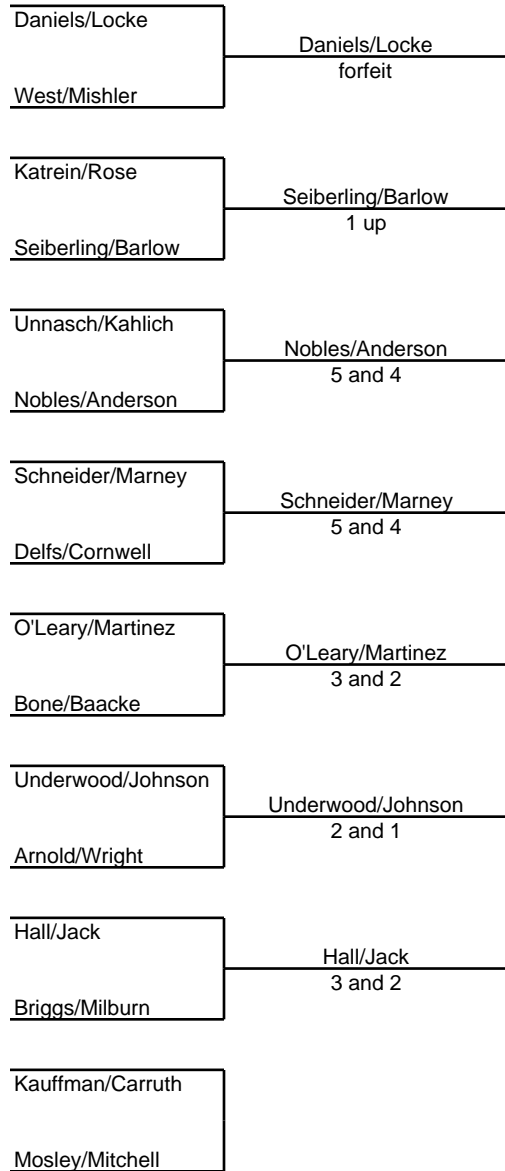 Daniels/Locke
Daniels/Locke
forfeit
West/Mishler
Katrein/Rose
Seiberling/Barlow
1 up
Seiberling/Barlow
Unnasch/Kahlich
Nobles/Anderson
5 and 4
Nobles/Anderson
Schneider/Marney
Schneider/Marney
5 and 4
Delfs/Cornwell
O'Leary/Martinez
O'Leary/Martinez
3 and 2
Bone/Baacke
Underwood/Johnson
Underwood/Johnson
2 and 1
Arnold/Wright
Hall/Jack
Hall/Jack
3 and 2
Briggs/Milburn
Kauffman/Carruth
Mosley/Mitchell